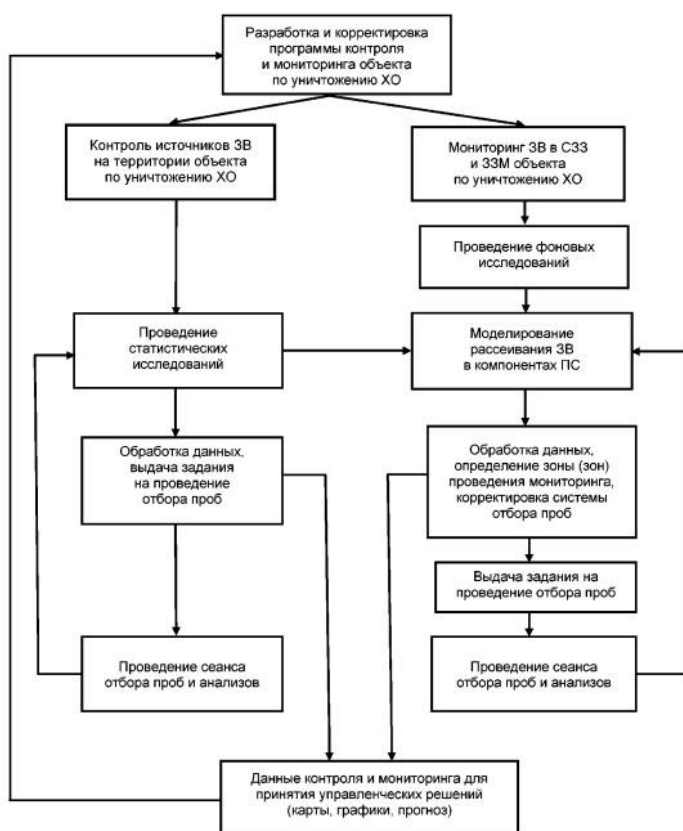 Разработка и корректировка
программы контроля
и мониторинга объекта
по уничтожению ХО
Контроль источников ЗВ
на территории объекта
по уничтожению ХО
Мониторинг ЗВ в СЗЗ
и ЗЗМ объекта
по уничтожению ХО
Проведение фоновых
исследований
Проведение
статистических
исследований
Моделирование
рассеивания ЗВ
в компонентах ПС
Обработка данных,
выдача задания
на проведение
отбора проб
Обработка данных,
определение зоны (зон)
проведения мониторинга,
корректировка системы
отбора проб
Выдача задания на
проведение отбора проб
Проведение сеанса
отбора проб и анализов
Проведение сеанса
отбора проб и анализов
Данные контроля и мониторинга для
принятия управленческих решений
(карты, графики, прогноз)